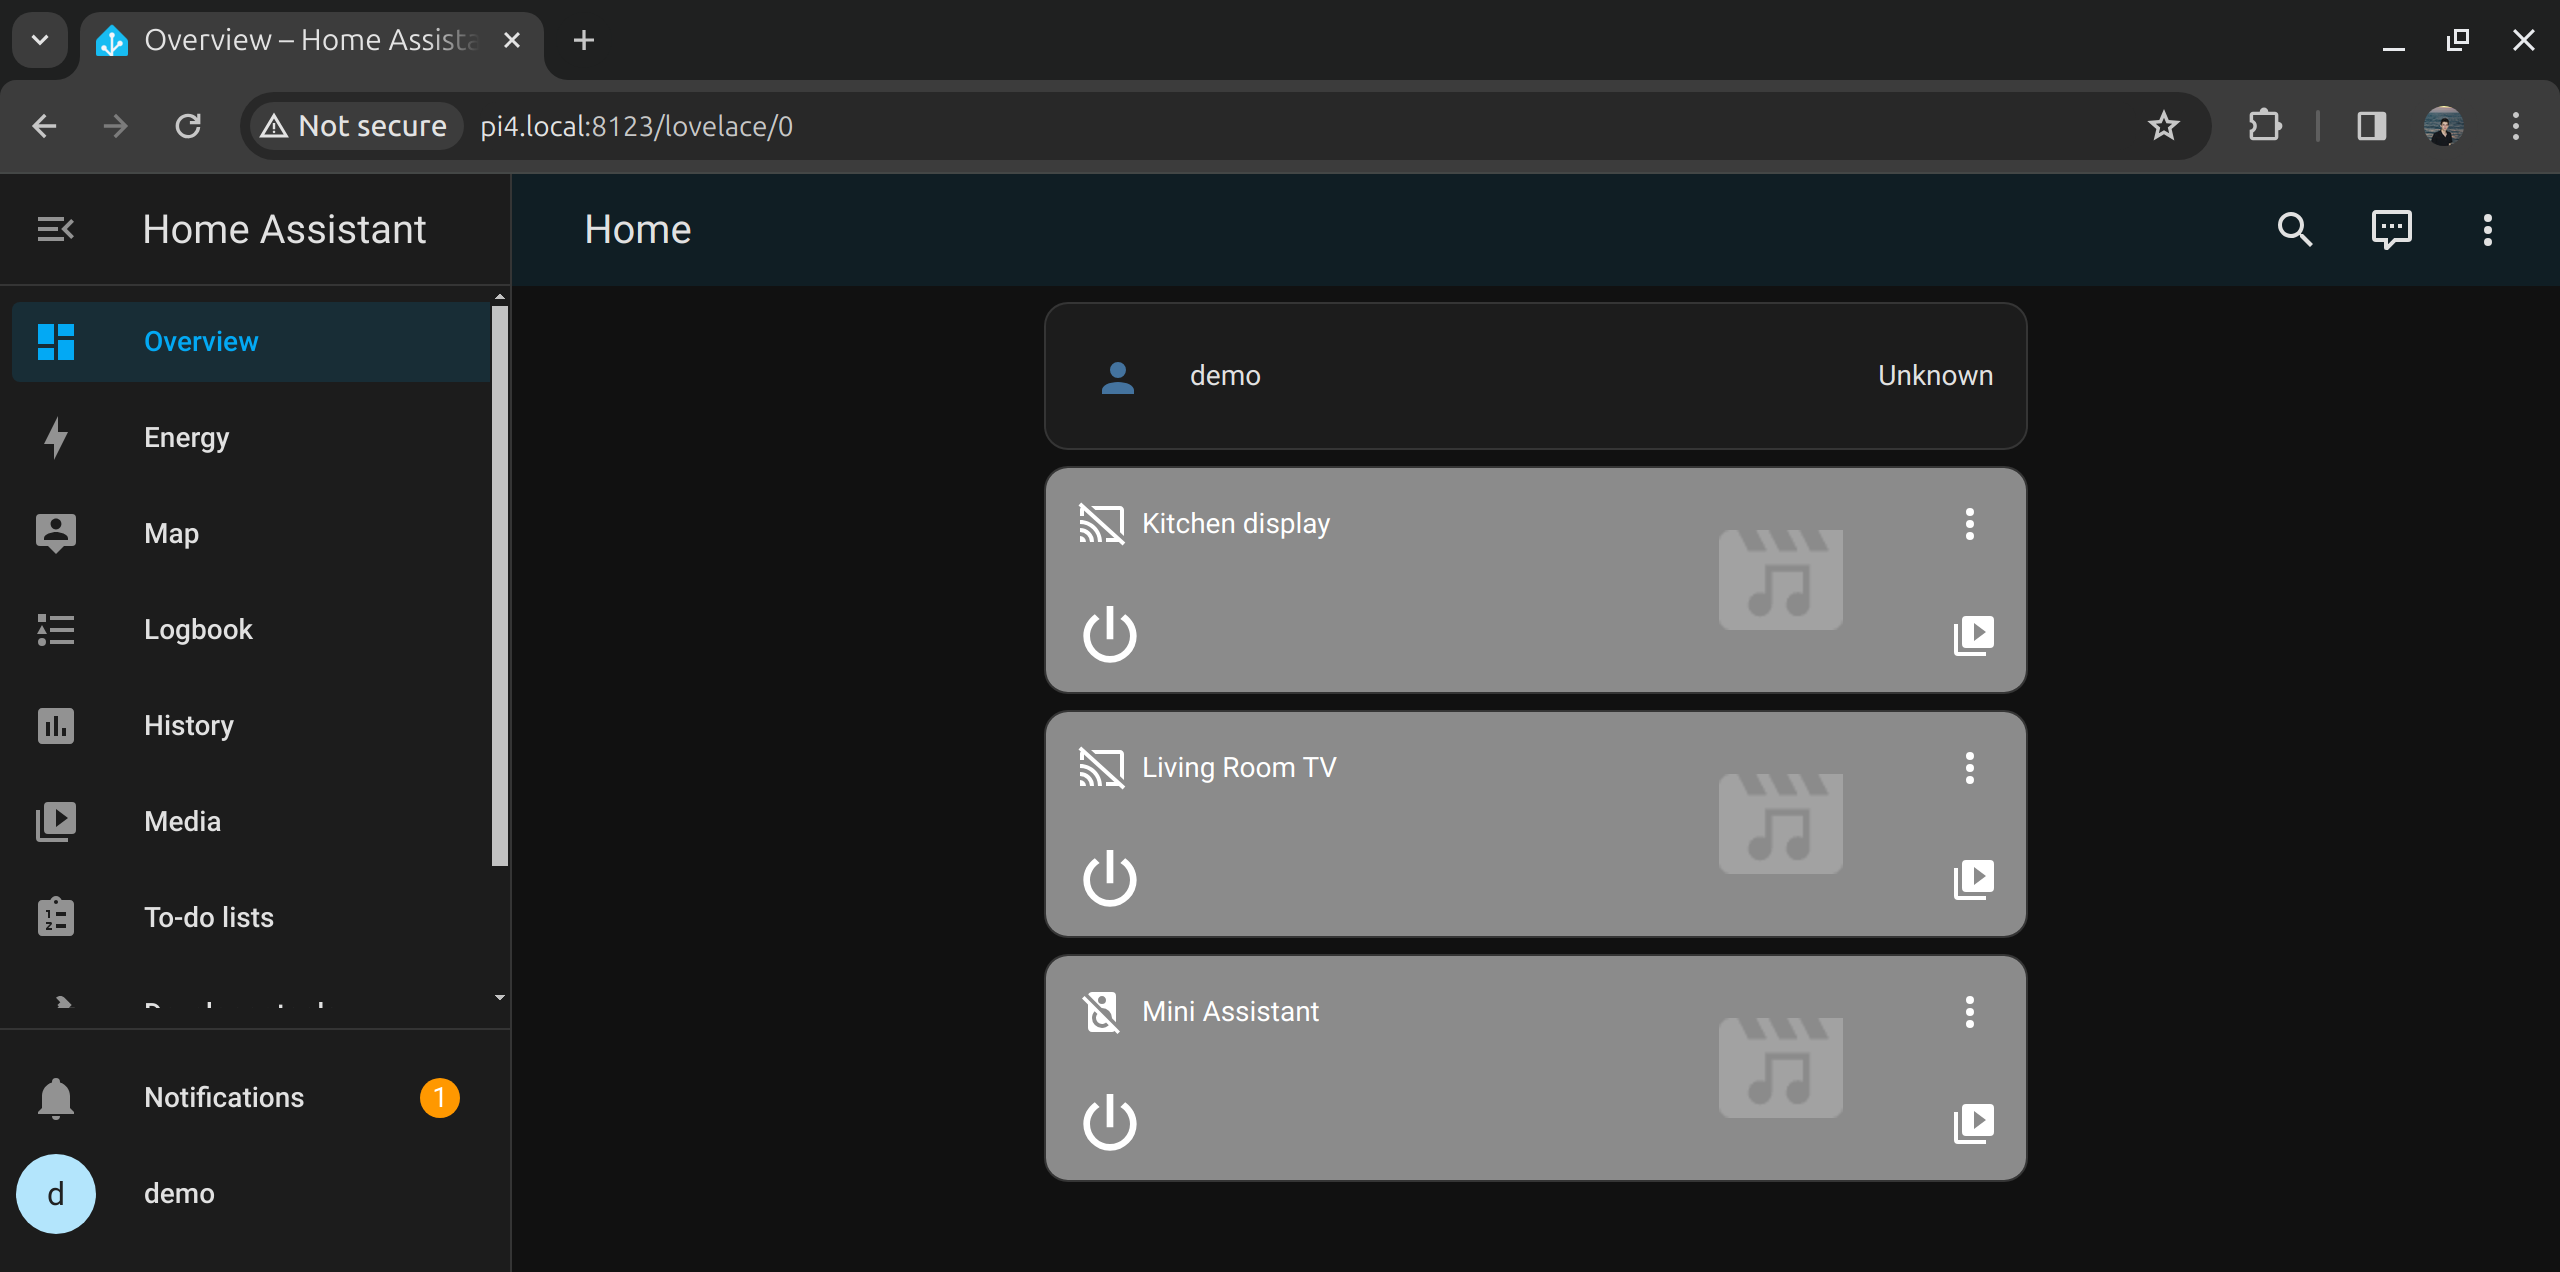 Overview – Home Assista
Not secure
pi4.local:8123/lovelace/0
Home Assistant
Home
Overview
demo
Unknown
Energy
Kitchen display
Map
Logbook
History
Living Room TV
Media
To-do lists
Mini Assistant
Notifications
1
d
demo